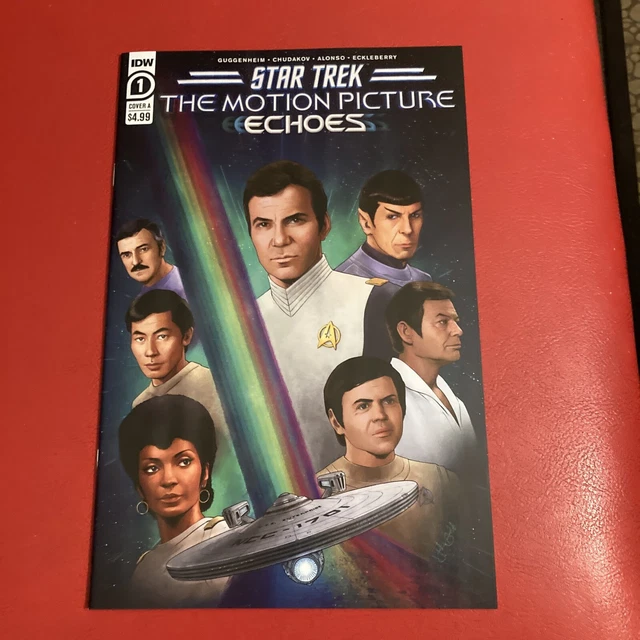 IDW
1
COVER A
$4.99
GUGGENHEIM • CHUDAKOV • ALONSO • ECKLEBERRY
STAR TREK
THE MOTION PICTURE
ECHOES
NCC-1701